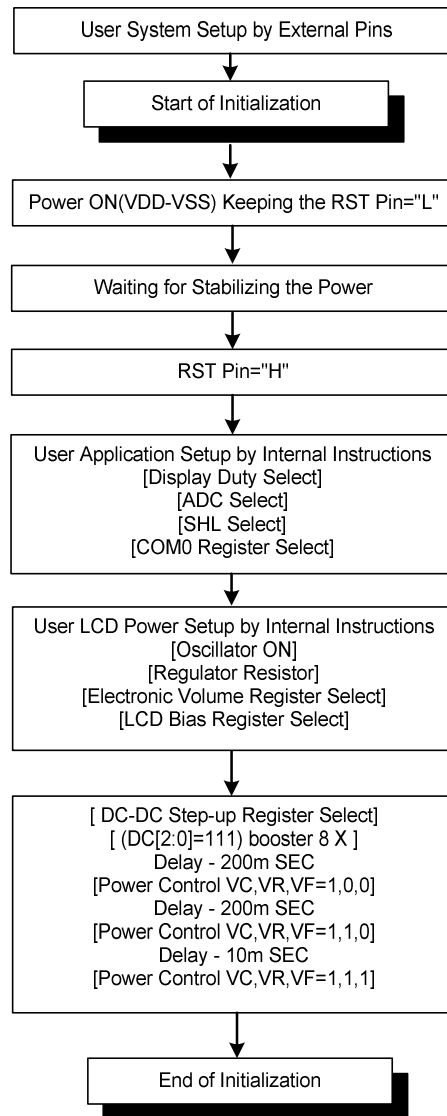 User System Setup by External Pins
Start of Initialization
Power ON(VDD-VSS) Keeping the RST Pin="L"
Waiting for Stabilizing the Power
RST Pin="H"
User Application Setup by Internal Instructions
[Display Duty Select]
[ADC Select]
[SHL Select]
[COM0 Register Select]
User LCD Power Setup by Internal Instructions
[Oscillator ON]
[Regulator Resistor]
[Electronic Volume Register Select]
[LCD Bias Register Select]
[ DC-DC Step-up Register Select]
[ (DC[2:0]=111) booster 8 X ]
Delay - 200m SEC
[Power Control VC,VR,VF=1,0,0]
Delay - 200m SEC
[Power Control VC,VR,VF=1,1,0]
Delay - 10m SEC
[Power Control VC,VR,VF=1,1,1]
End of Initialization